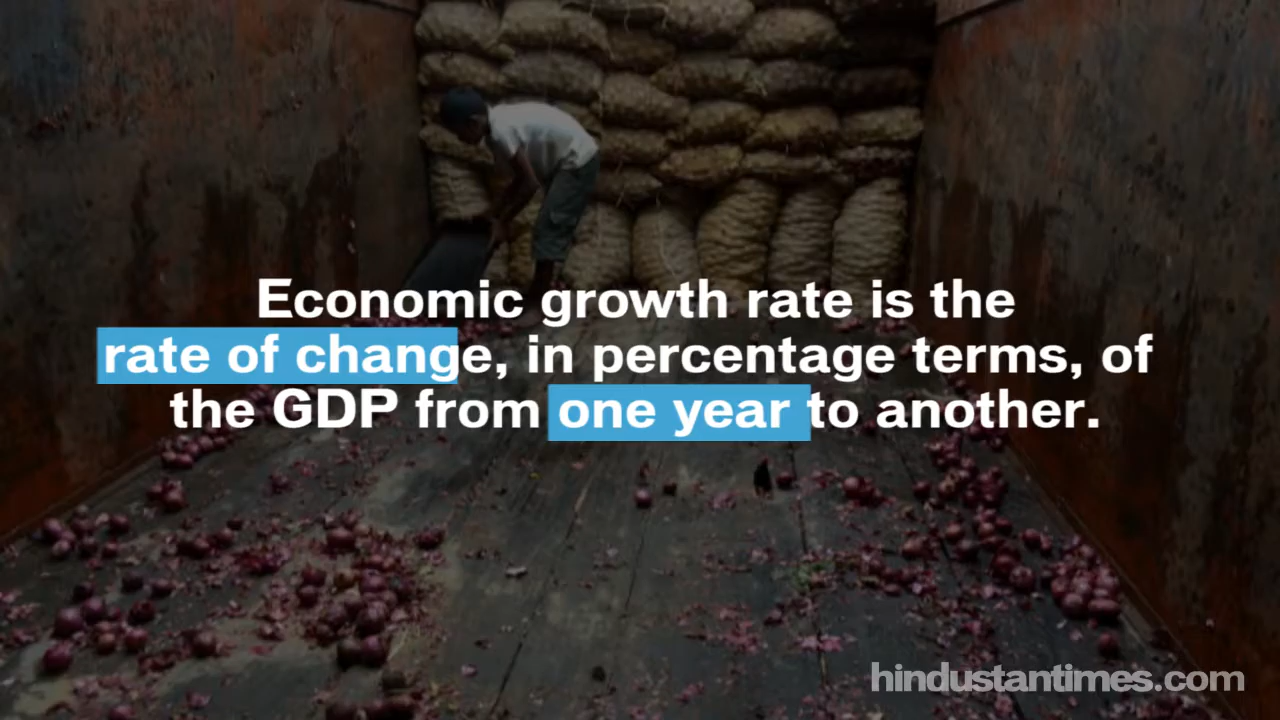 Economic growth rate is the
rate of change, in percentage terms, of
the GDP from one year to another.
hindustantimes.com